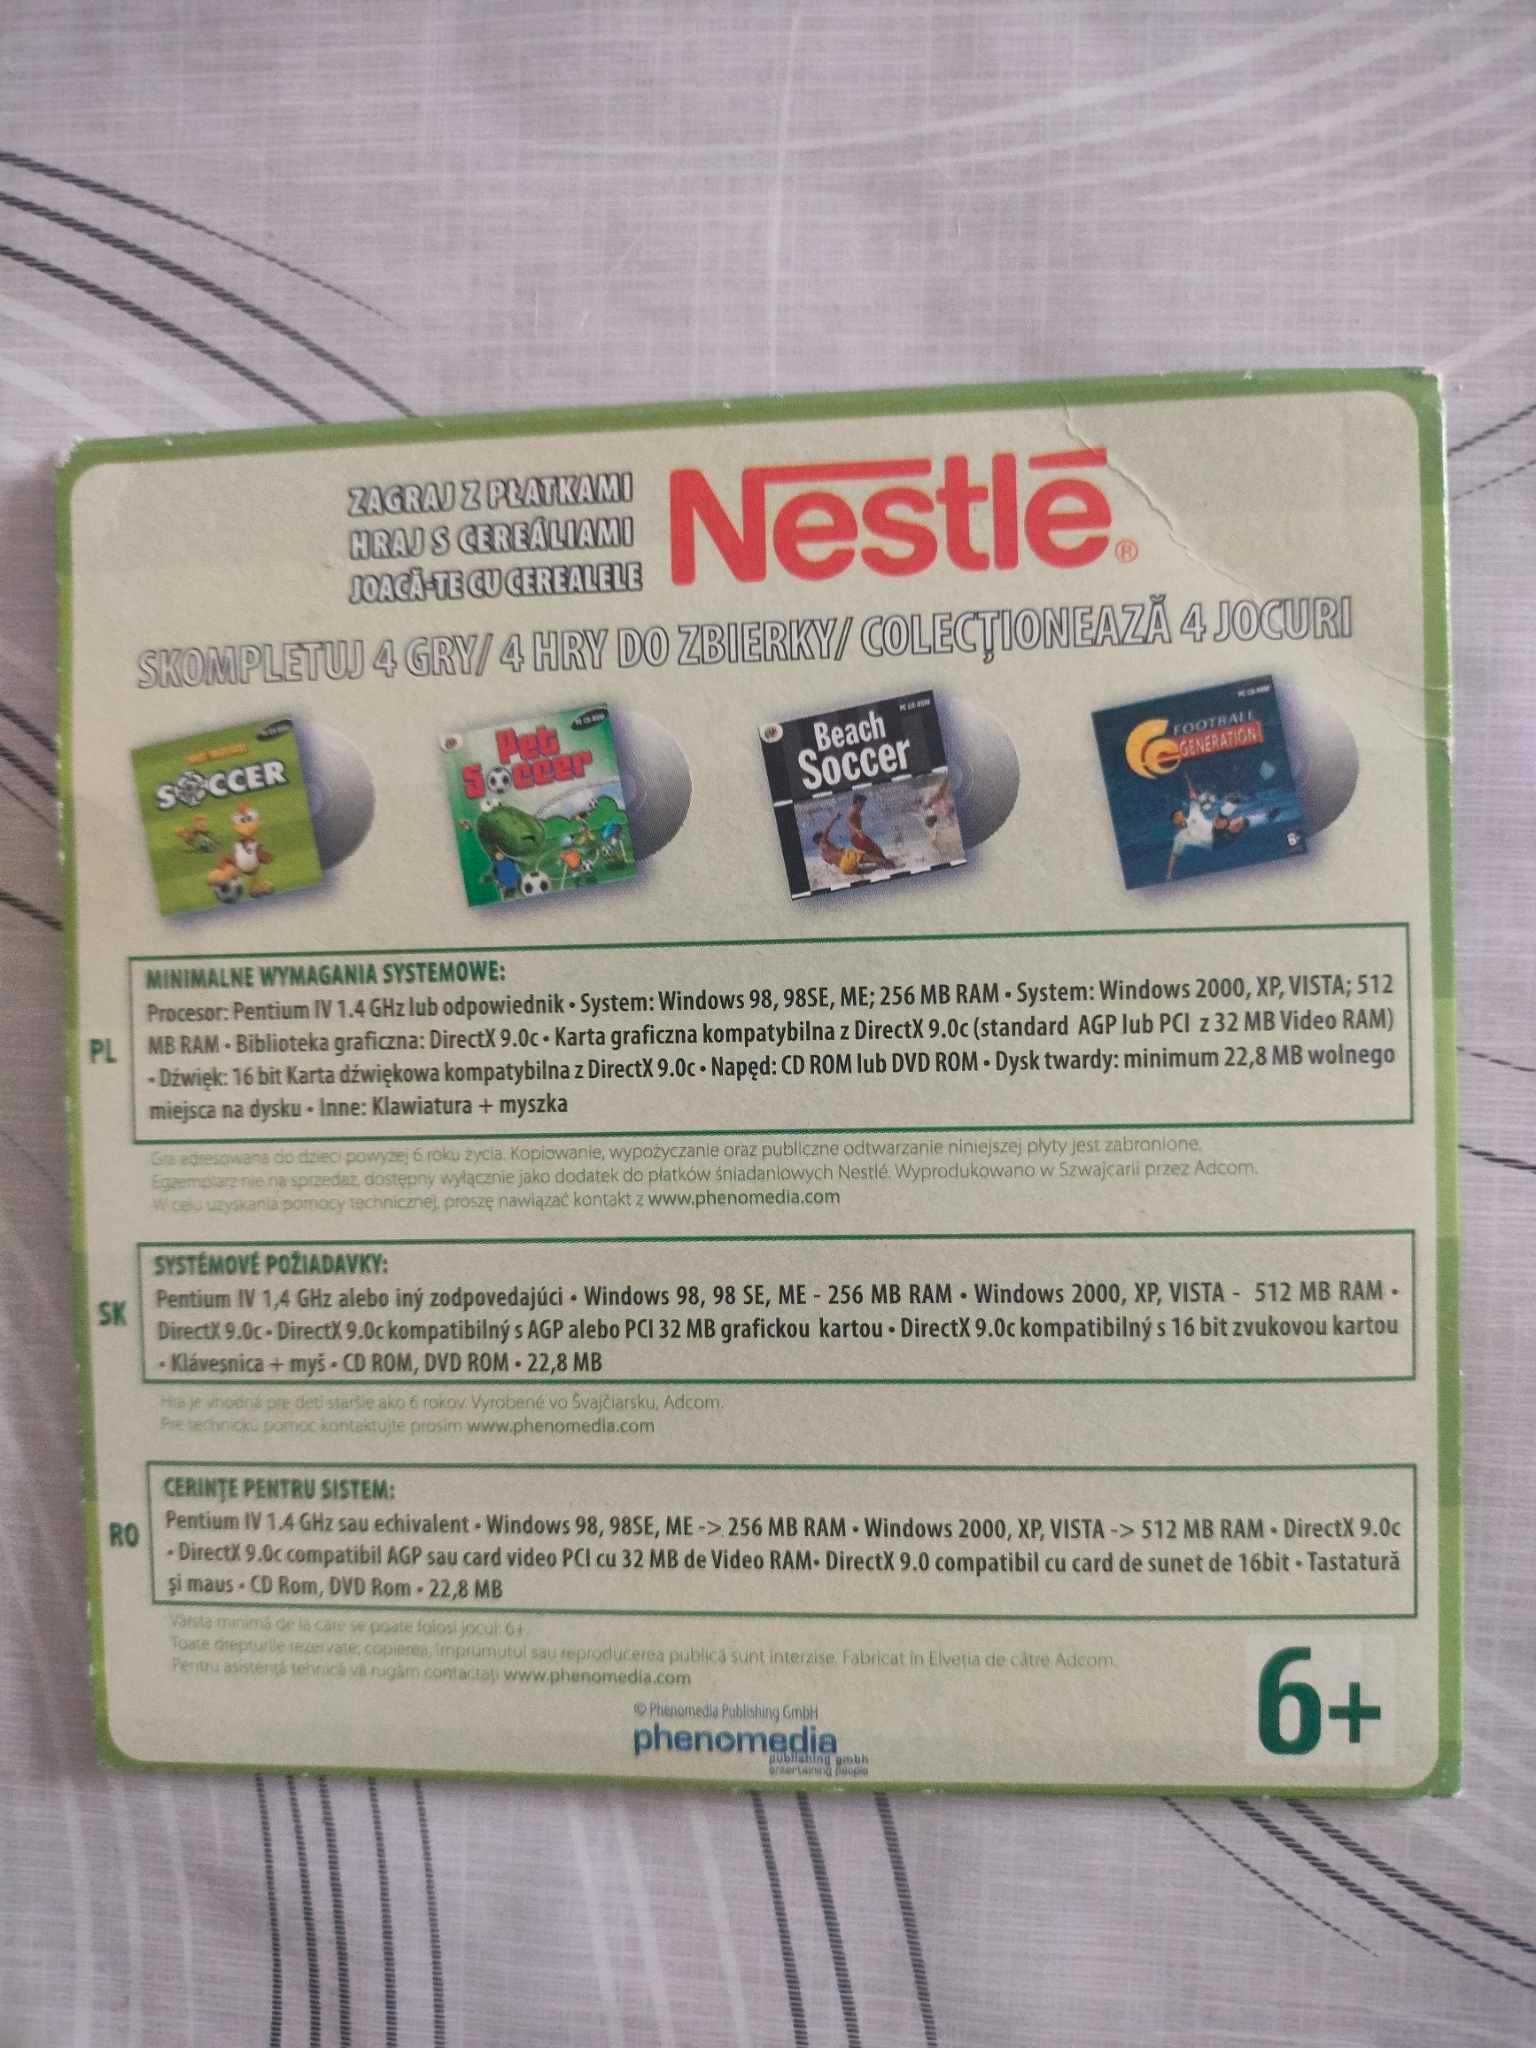 ZAGRAJ Z PŁATKAMI
HRAJ S CEREÁLIAMI
JOACĂ-TE CU CEREALELE
Nestlé®
SKOMPLETUJ 4 GRY/ 4 HRY DO ZBIERKY/ COLECȚIONEAZĂ 4 JOCURI
SOCCER
PC CD-ROM
Pet Soccer
PC CD-ROM
Beach Soccer
PC CD-ROM
FOOTBALL GENERATION
6+
PL
MINIMALNE WYMAGANIA SYSTEMOWE:
Procesor: Pentium IV 1.4 GHz lub odpowiednik • System: Windows 98, 98SE, ME; 256 MB RAM • System: Windows 2000, XP, VISTA; 512
MB RAM • Biblioteka graficzna: DirectX 9.0c • Karta graficzna kompatybilna z DirectX 9.0c (standard AGP lub PCI z 32 MB Video RAM)
• Dźwięk: 16 bit Karta dźwiękowa kompatybilna z DirectX 9.0c • Napęd: CD ROM lub DVD ROM • Dysk twardy: minimum 22,8 MB wolnego
miejsca na dysku • Inne: Klawiatura + myszka
Gra adresowana do dzieci powyżej 6 roku życia. Kopiowanie, wypożyczanie oraz publiczne odtwarzanie niniejszej płyty jest zabronione.
Egzemplarz nie na sprzedaż, dostępny wyłącznie jako dodatek do płatków śniadaniowych Nestlé. Wyprodukowano w Szwajcarii przez Adcom.
W celu uzyskania pomocy technicznej, proszę nawiązać kontakt z www.phenomedia.com
SK
SYSTÉMOVÉ POŽIADAVKY:
Pentium IV 1,4 GHz alebo iný zodpovedajúci • Windows 98, 98 SE, ME - 256 MB RAM • Windows 2000, XP, VISTA - 512 MB RAM •
DirectX 9.0c • DirectX 9.0c kompatibilný s AGP alebo PCI 32 MB grafickou kartou • DirectX 9.0c kompatibilný s 16 bit zvukovou kartou
• Klávesnica + myš • CD ROM, DVD ROM • 22,8 MB
Hra je vhodná pre deti staršie ako 6 rokov. Vyrobené vo Švajčiarsku, Adcom.
Pre technickú pomoc kontaktujte prosím www.phenomedia.com
RO
CERINȚE PENTRU SISTEM:
Pentium IV 1.4 GHz sau echivalent • Windows 98, 98SE, ME -> 256 MB RAM • Windows 2000, XP, VISTA -> 512 MB RAM • DirectX 9.0c
• DirectX 9.0c compatibil AGP sau card video PCI cu 32 MB de Video RAM• DirectX 9.0 compatibil cu card de sunet de 16bit • Tastatură
și maus • CD Rom, DVD Rom • 22,8 MB
Vârsta minimă de la care se poate folosi jocul: 6+.
Toate drepturile rezervate; copierea, împrumutul sau reproducerea publică sunt interzise. Fabricat în Elveția de către Adcom.
Pentru asistență tehnică vă rugăm contactați www.phenomedia.com
© Phenomedia Publishing GmbH
phenomedia
publishing gmbh
entertaining people
6+